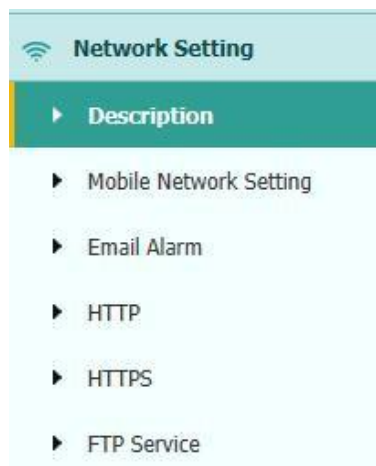 Network Setting
Description
Mobile Network Setting
Email Alarm
HTTP
HTTPS
FTP Service